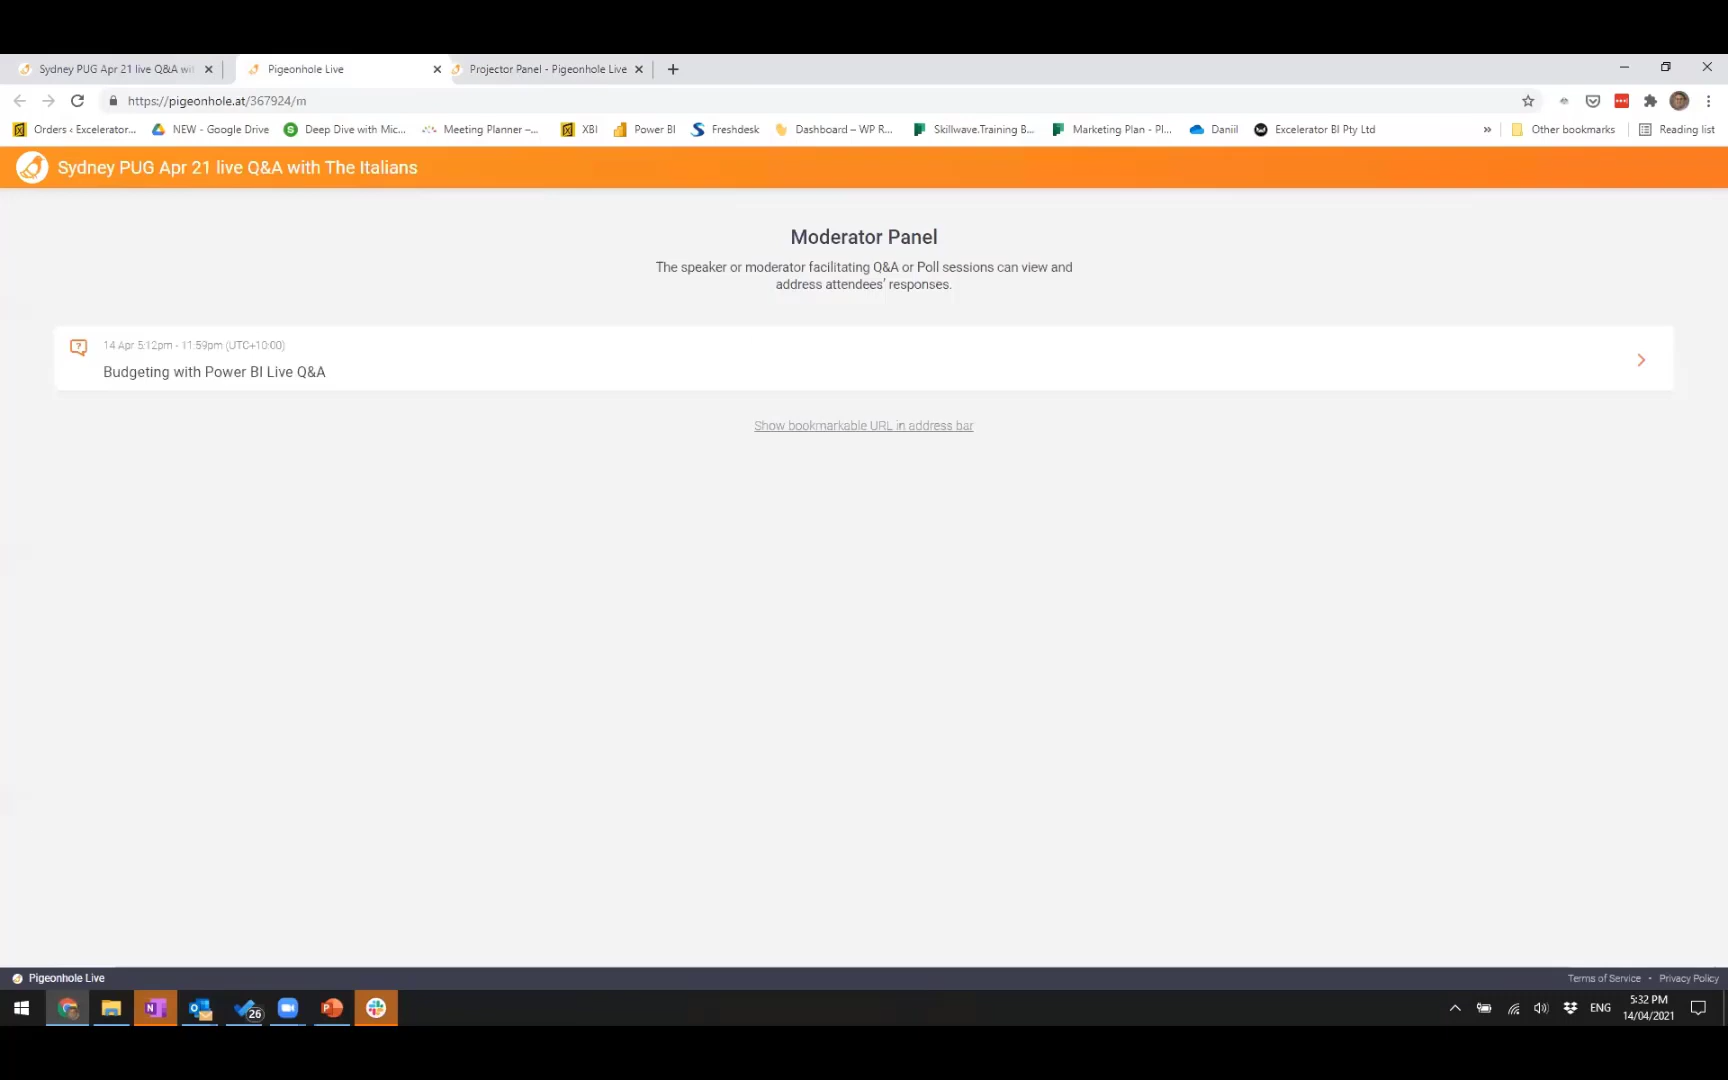 Sydney PUG Apr 21 live Q&A wi
Pigeonhole Live
Projector Panel - Pigeonhole Live
https://pigeonhole.at/367924/m
Orders ‹ Excelerator...
NEW - Google Drive
Deep Dive with Mic...
Meeting Planner –...
XBI
Power BI
Freshdesk
Dashboard – WP R...
Skillwave.Training B...
Marketing Plan - Pl...
Daniil
Excelerator BI Pty Ltd
»
Other bookmarks
Reading list
Sydney PUG Apr 21 live Q&A with The Italians
Moderator Panel
The speaker or moderator facilitating Q&A or Poll sessions can view and
address attendees' responses.
14 Apr 5:12pm - 11:59pm (UTC+10:00)
Budgeting with Power BI Live Q&A
Show bookmarkable URL in address bar
Pigeonhole Live
Terms of Service • Privacy Policy
26
ENG
5:32 PM
14/04/2021